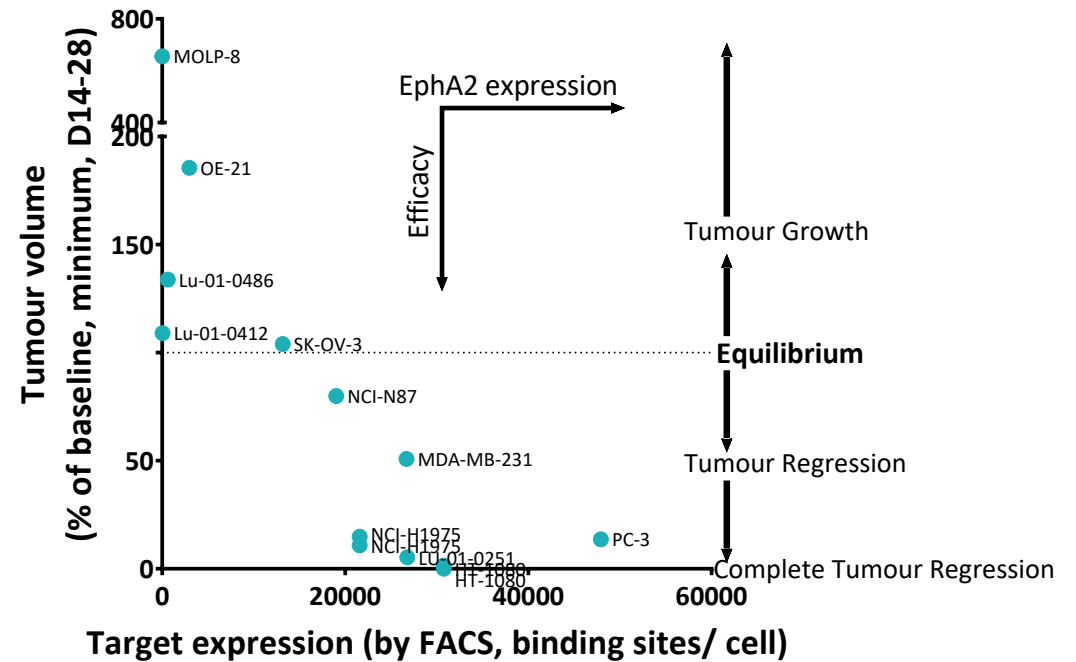 800
400
200
150
50
0
Tumour volume
(% of baseline, minimum, D14-28)
MOLP-8
EphA2 expression
Efficacy
OE-21
Lu-01-0486
Lu-01-0412
SK-OV-3
NCI-N87
MDA-MB-231
NCI-H1975
NCI-H1975
LU-01-0251
HT-1080
HT-1080
PC-3
Tumour Growth
Equilibrium
Tumour Regression
Complete Tumour Regression
0
20000
40000
60000
Target expression (by FACS, binding sites/ cell)